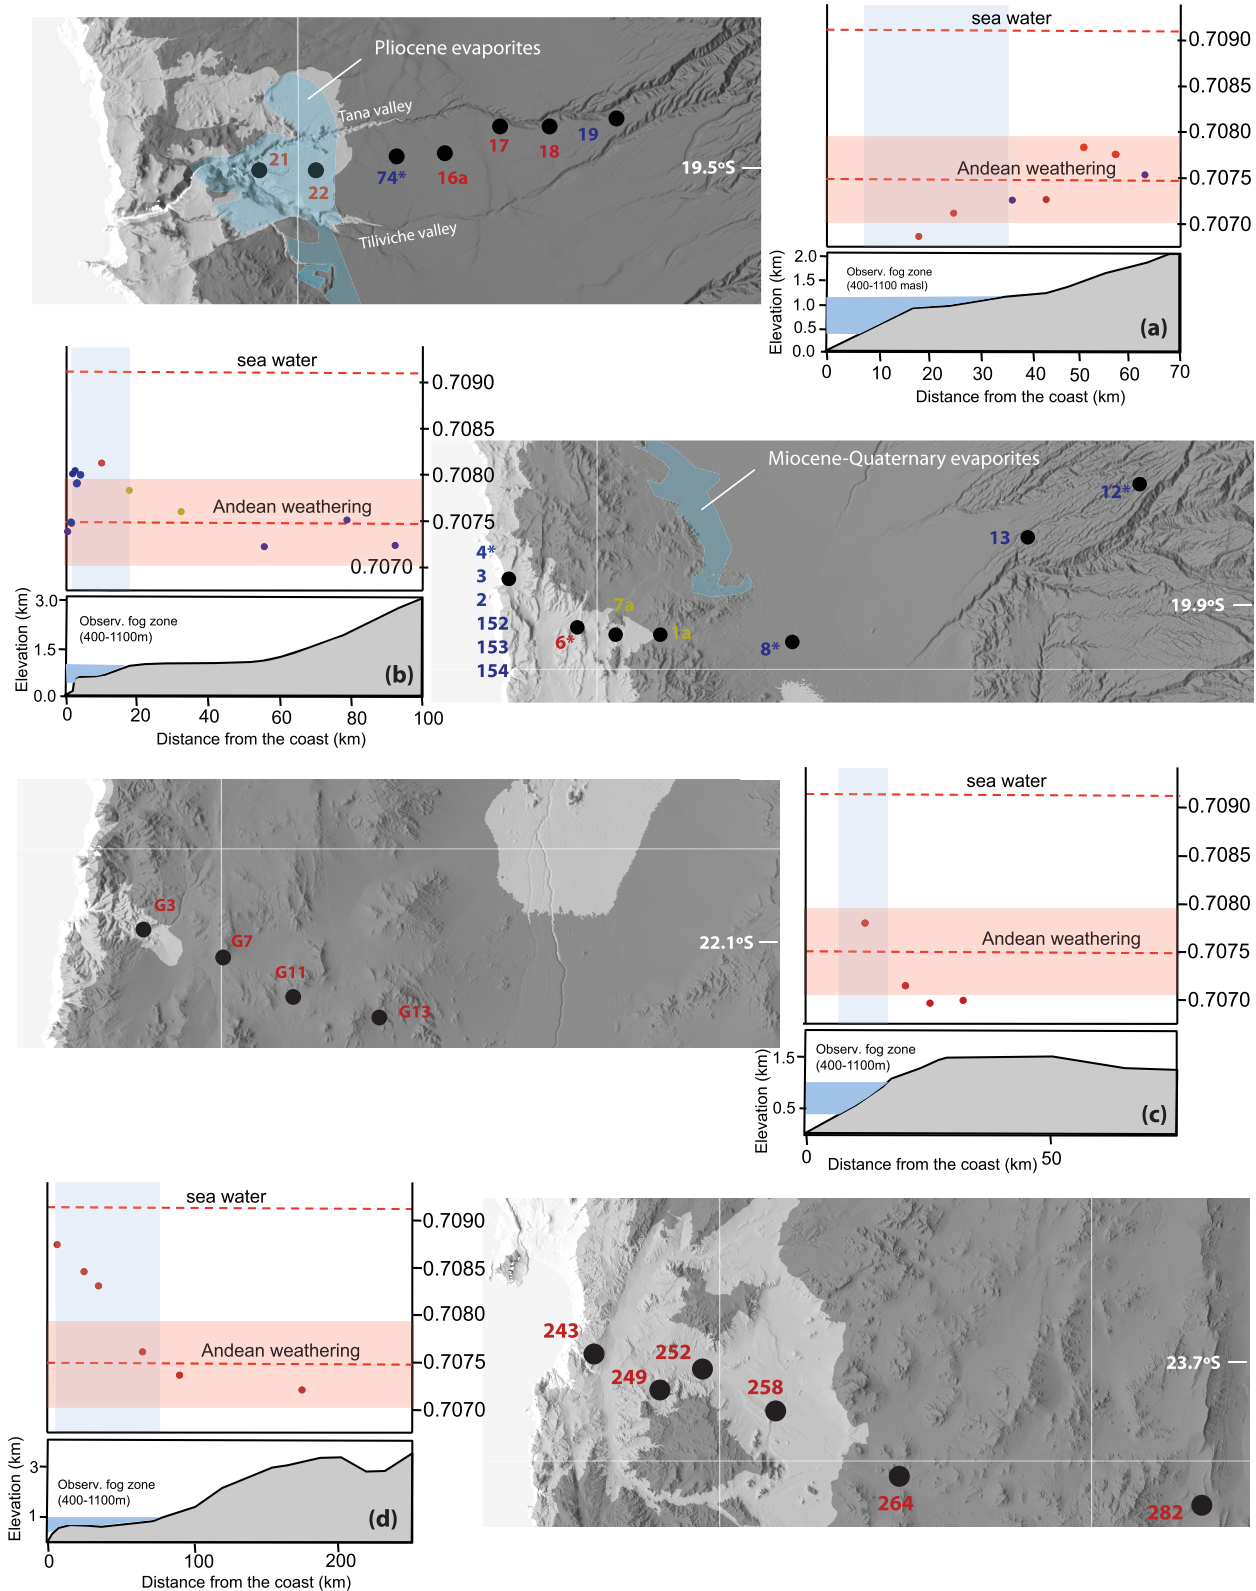 Pliocene evaporites
Tana valley
21
22
74*
16a
17
18
19
19.5ºS
Tiliviche valley
sea water
0.7090
0.7085
0.7080
Andean weathering
0.7075
0.7070
Elevation (km)
2.0
1.5
1.0
0.5
0.0
Observ. fog zone
(400-1100 masl)
(a)
0 10 20 30 40 50 60 70
Distance from the coast (km)
sea water
0.7090
0.7085
0.7080
Andean weathering
0.7075
0.7070
Elevation (km)
3.0
1.5
0.0
Observ. fog zone
(400-1100m)
(b)
0 20 40 60 80 100
Distance from the coast (km)
Miocene-Quaternary evaporites
12*
13
4*
3
2
152
153
154
7a
6*
1a
8*
19.9ºS
G3
G7
G11
G13
22.1ºS
sea water
0.7090
0.7085
0.7080
Andean weathering
0.7075
0.7070
Elevation (km)
1.5
0.5
Observ. fog zone
(400-1100m)
(c)
0 50
Distance from the coast (km)
sea water
0.7090
0.7085
0.7080
Andean weathering
0.7075
0.7070
Elevation (km)
3
1
Observ. fog zone
(400-1100m)
(d)
0 100 200
Distance from the coast (km)
243
252
249
258
264
282
23.7ºS